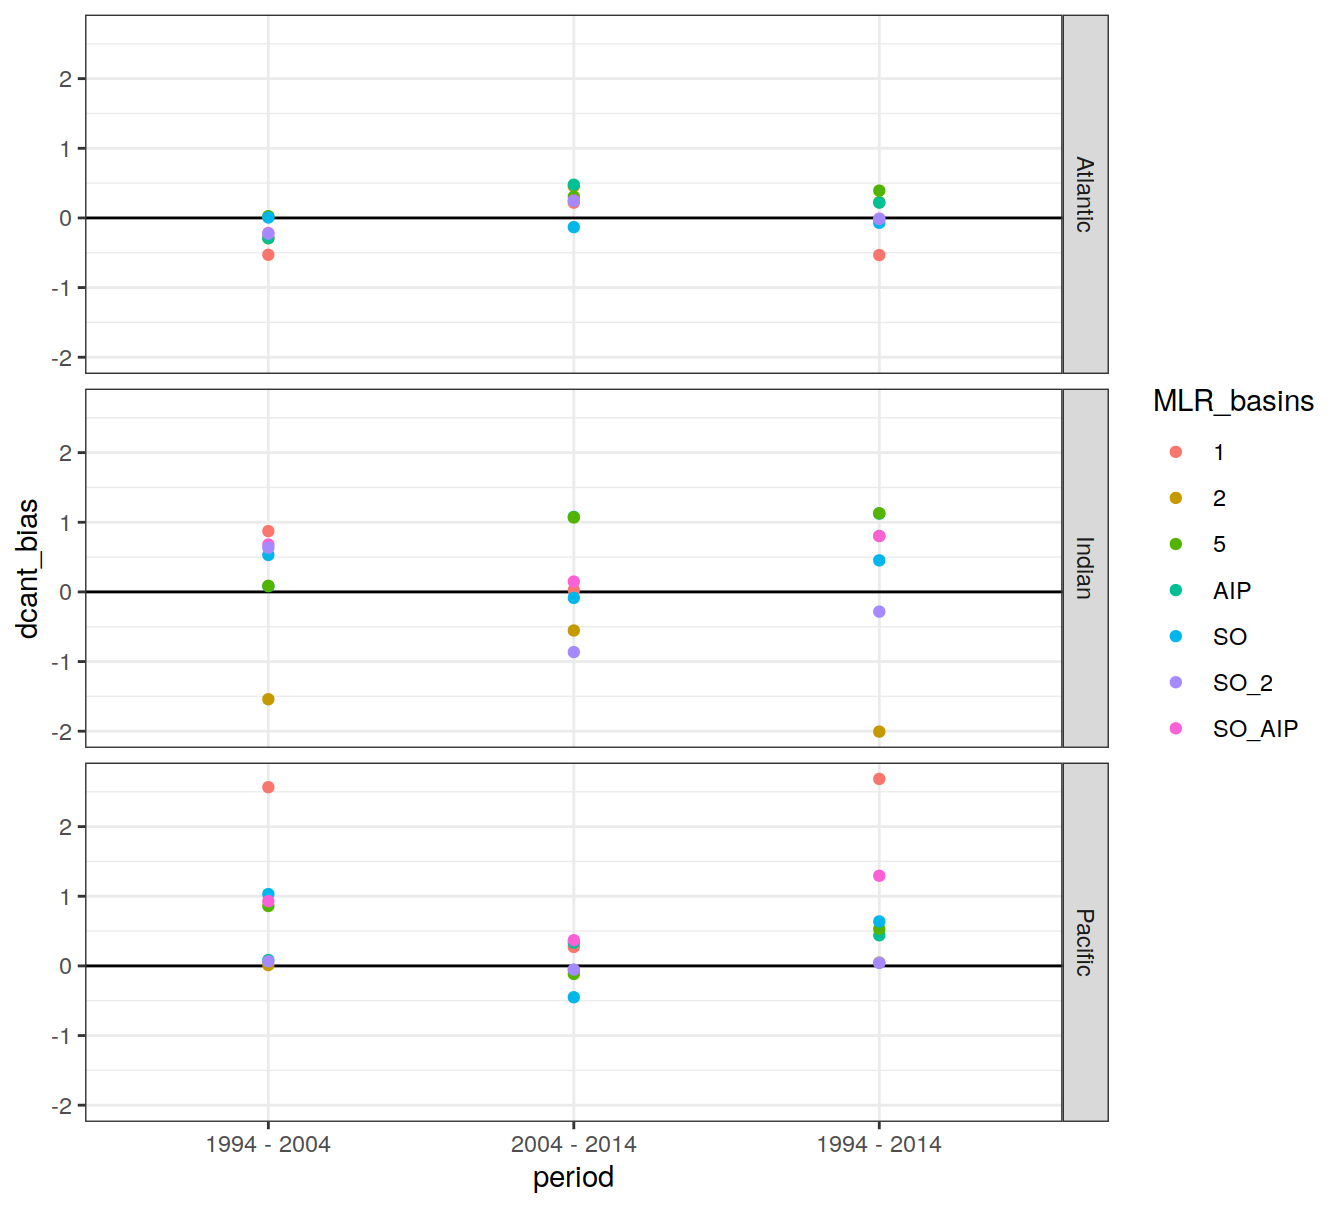 2
1
0
-1
-2
Atlantic
2
1
0
-1
-2
Indian
2
1
0
-1
-2
Pacific
dcant_bias
1994 - 2004
2004 - 2014
1994 - 2014
period
MLR_basins
1
2
5
AIP
SO
SO_2
SO_AIP